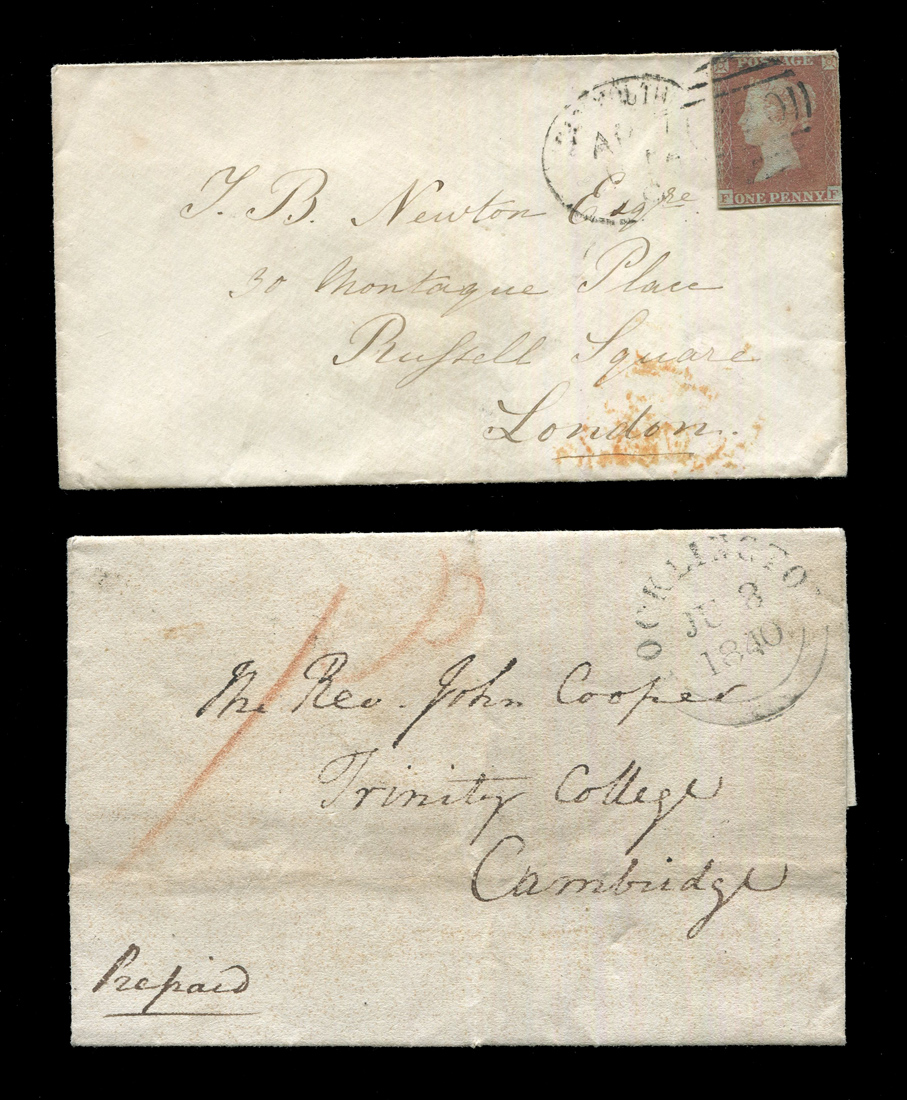 POSTAGE
ONE PENNY
F F
J. B. Newton Esqre
30 Montague Place
Russell Square
London.
OCKLINGTO
JU 8
1840
The Rev. John Cooper
Trinity College
Cambridge
Prepaid